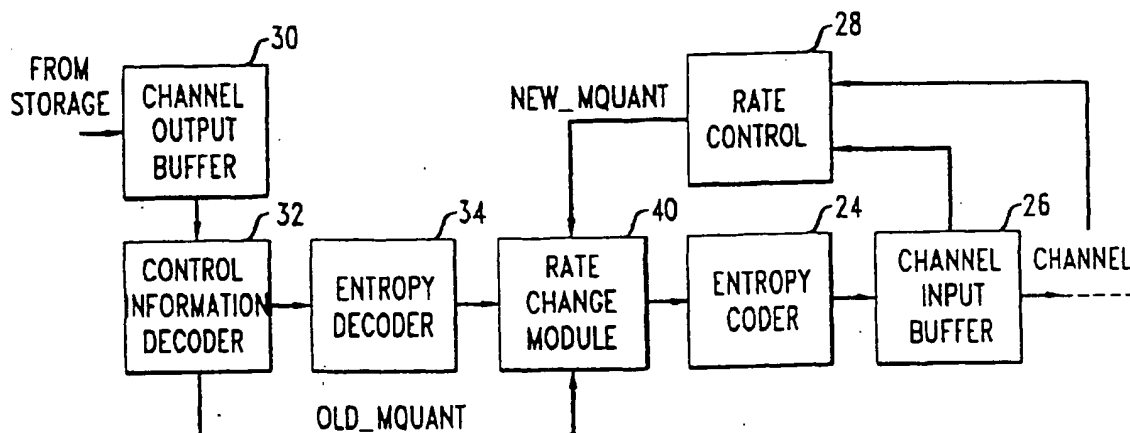 30
FROM
STORAGE
CHANNEL
OUTPUT
BUFFER
28
NEW_MQUANT
RATE
CONTROL
32
CONTROL
INFORMATION
DECODER
34
ENTROPY
DECODER
40
RATE
CHANGE
MODULE
24
ENTROPY
CODER
26
CHANNEL
INPUT
BUFFER
CHANNEL
OLD_MQUANT